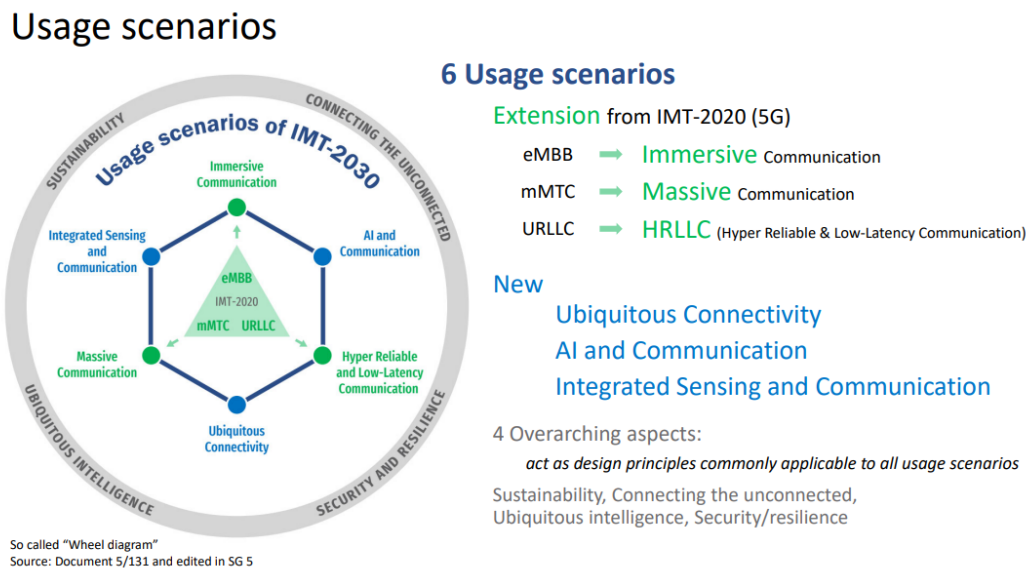 Usage scenarios
SUSTAINABILITY
CONNECTING THE UNCONNECTED
UBIQUITOUS INTELLIGENCE
SECURITY AND RESILIENCE
Usage scenarios of IMT-2030
Immersive
Communication
Integrated Sensing
and
Communication
AI and
Communication
eMBB
IMT-2020
mMTC URLLC
Massive
Communication
Hyper Reliable
and Low-Latency
Communication
Ubiquitous
Connectivity
So called “Wheel diagram”
Source: Document 5/131 and edited in SG 5
6 Usage scenarios
Extension from IMT-2020 (5G)
eMBB Immersive Communication
mMTC Massive Communication
URLLC HRLLC (Hyper Reliable & Low-Latency Communication)
New
Ubiquitous Connectivity
AI and Communication
Integrated Sensing and Communication
4 Overarching aspects:
act as design principles commonly applicable to all usage scenarios
Sustainability, Connecting the unconnected,
Ubiquitous intelligence, Security/resilience